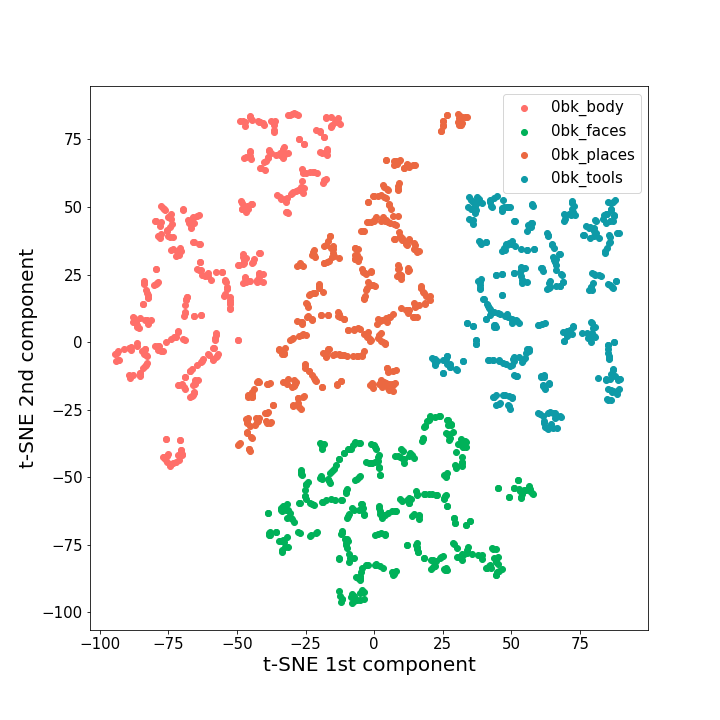 0bk_body
0bk_faces
0bk_places
0bk_tools
75
50
25
0
−25
−50
−75
−100
t-SNE 2nd component
−100 −75 −50 −25 0 25 50 75
t-SNE 1st component